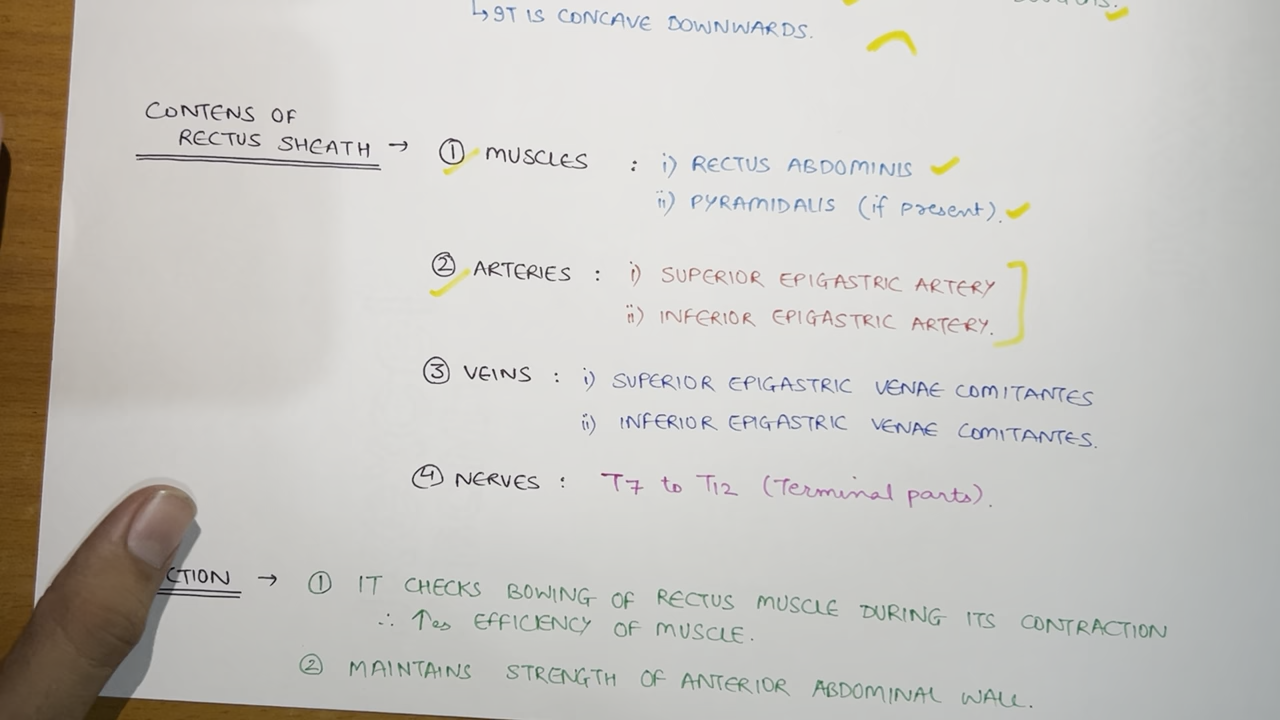 ↳ IT IS CONCAVE DOWNWARDS.
CONTENS OF
RECTUS SHEATH → ① MUSCLES : i) RECTUS ABDOMINIS
ii) PYRAMIDALIS (if present).
② ARTERIES : i) SUPERIOR EPIGASTRIC ARTERY
ii) INFERIOR EPIGASTRIC ARTERY.
③ VEINS : i) SUPERIOR EPIGASTRIC VENAE COMITANTES
ii) INFERIOR EPIGASTRIC VENAE COMITANTES.
④ NERVES : T7 to T12 (Terminal parts).
CTION → ① IT CHECKS BOWING OF RECTUS MUSCLE DURING ITS CONTRACTION
∴ ↑es EFFICIENCY OF MUSCLE.
② MAINTAINS STRENGTH OF ANTERIOR ABDOMINAL WALL.